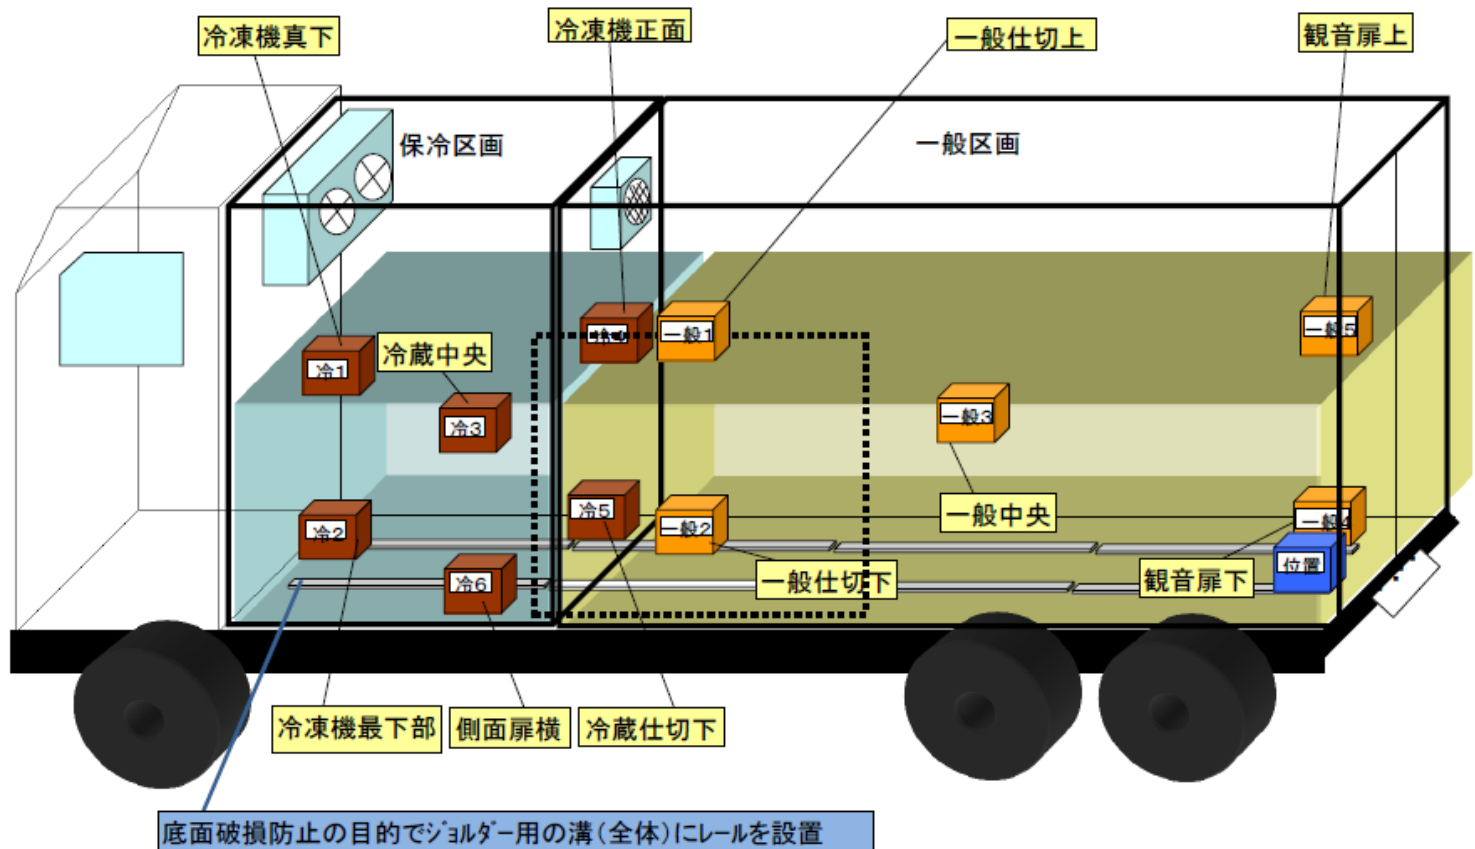 冷凍機真下
冷凍機正面
一般仕切上
観音扉上
保冷区画
一般区画
冷1
冷蔵中央
冷3
一般1
一般3
一般5
冷2
冷5
一般2
一般中央
一般4
冷6
一般仕切下
観音扉下
位置
冷凍機最下部
側面扉横
冷蔵仕切下
底面破損防止の目的でｼﾞｮﾙﾀﾞｰ用の溝(全体)にﾚｰﾙを設置